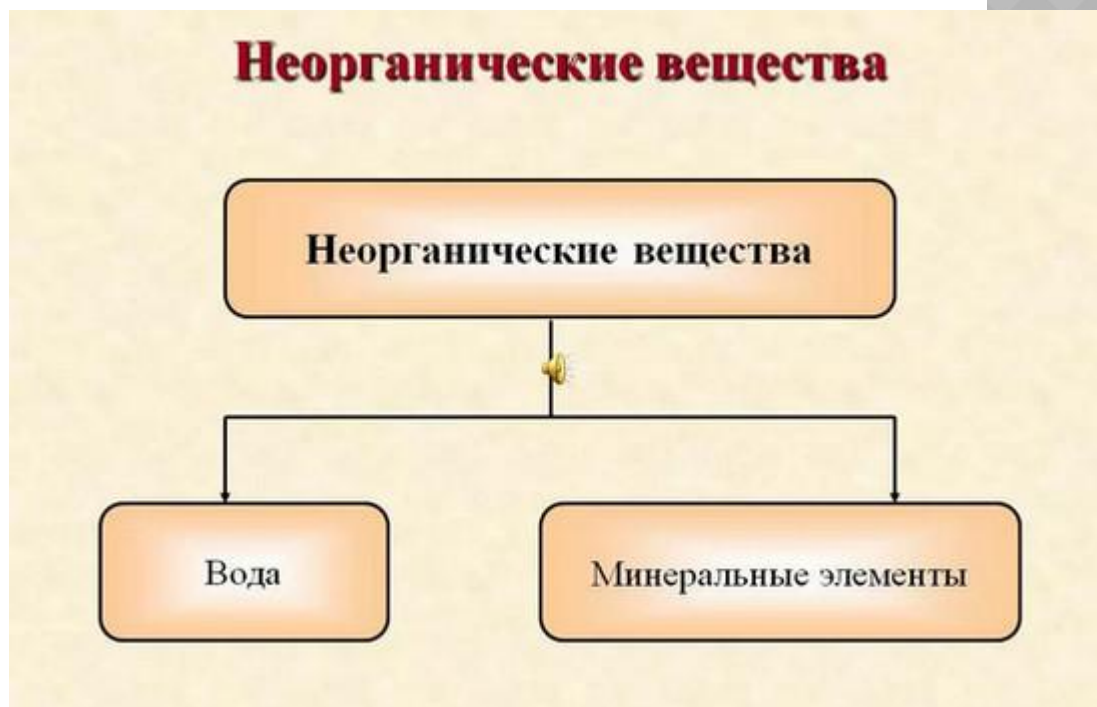 Неорганические вещества
Неорганические вещества
Вода
Минеральные элементы